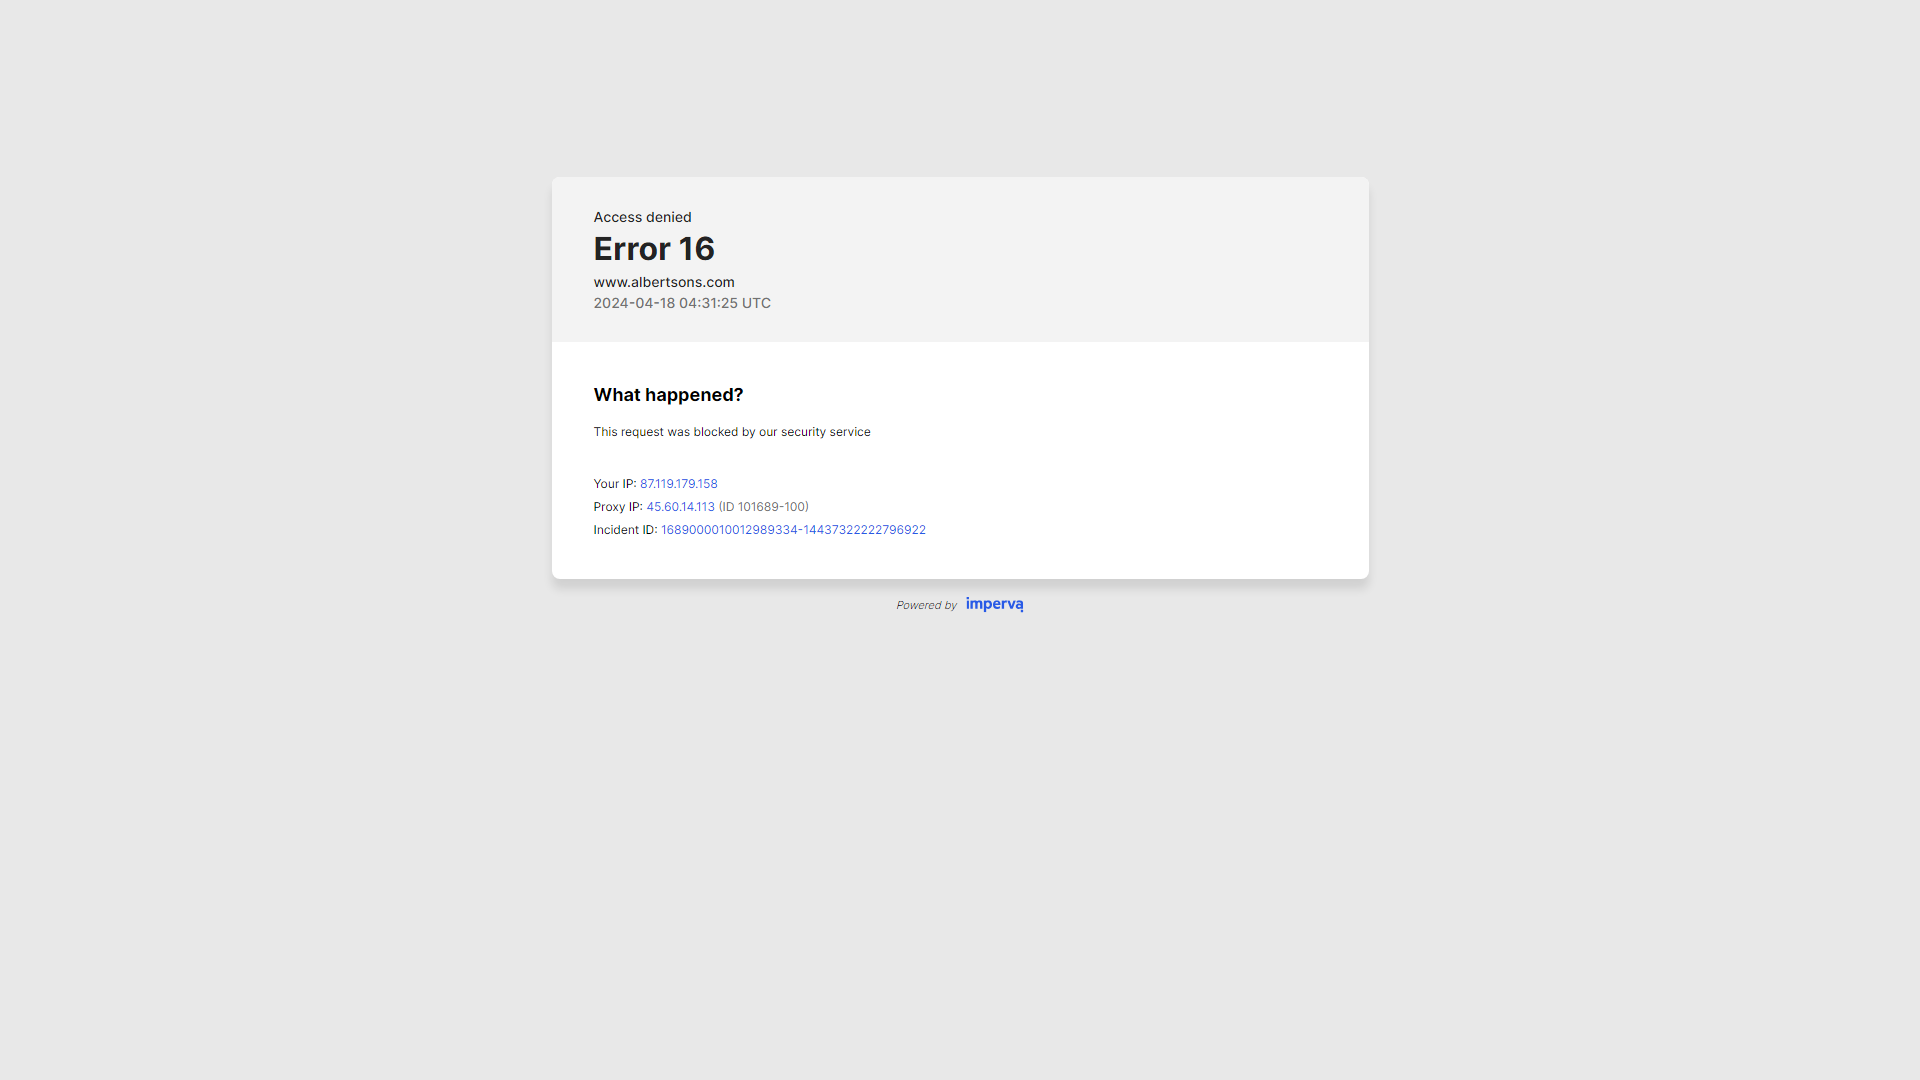 Access denied
Error 16
www.albertsons.com
2024-04-18 04:31:25 UTC
What happened?
This request was blocked by our security service
Your IP: 87.119.179.158
Proxy IP: 45.60.14.113 (ID 101689-100)
Incident ID: 1689000010012989334-14437322222796922
Powered by imperva